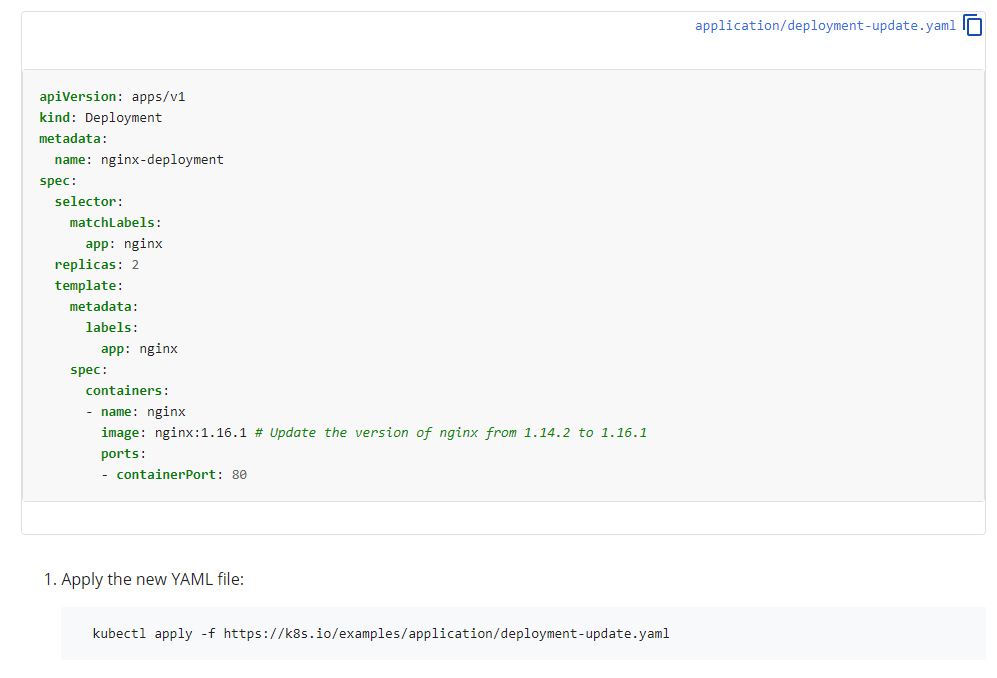 application/deployment-update.yaml
apiVersion: apps/v1
kind: Deployment
metadata:
  name: nginx-deployment
spec:
  selector:
    matchLabels:
      app: nginx
  replicas: 2
  template:
    metadata:
      labels:
        app: nginx
    spec:
      containers:
      - name: nginx
        image: nginx:1.16.1 # Update the version of nginx from 1.14.2 to 1.16.1
        ports:
        - containerPort: 80
1. Apply the new YAML file:
kubectl apply -f https://k8s.io/examples/application/deployment-update.yaml